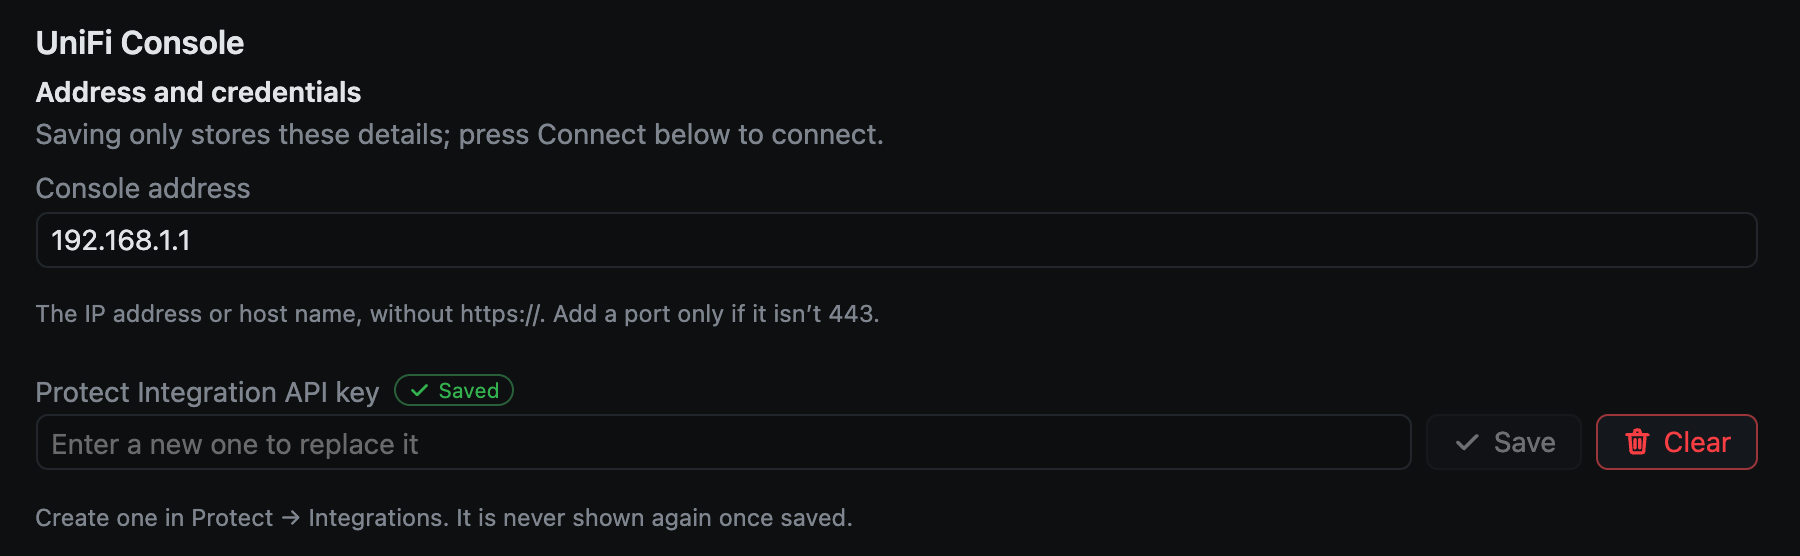 UniFi Console
Address and credentials
Saving only stores these details; press Connect below to connect.
Console address
192.168.1.1
The IP address or host name, without https://. Add a port only if it isn’t 443.
Protect Integration API key
Saved
Enter a new one to replace it
Save
Clear
Create one in Protect → Integrations. It is never shown again once saved.